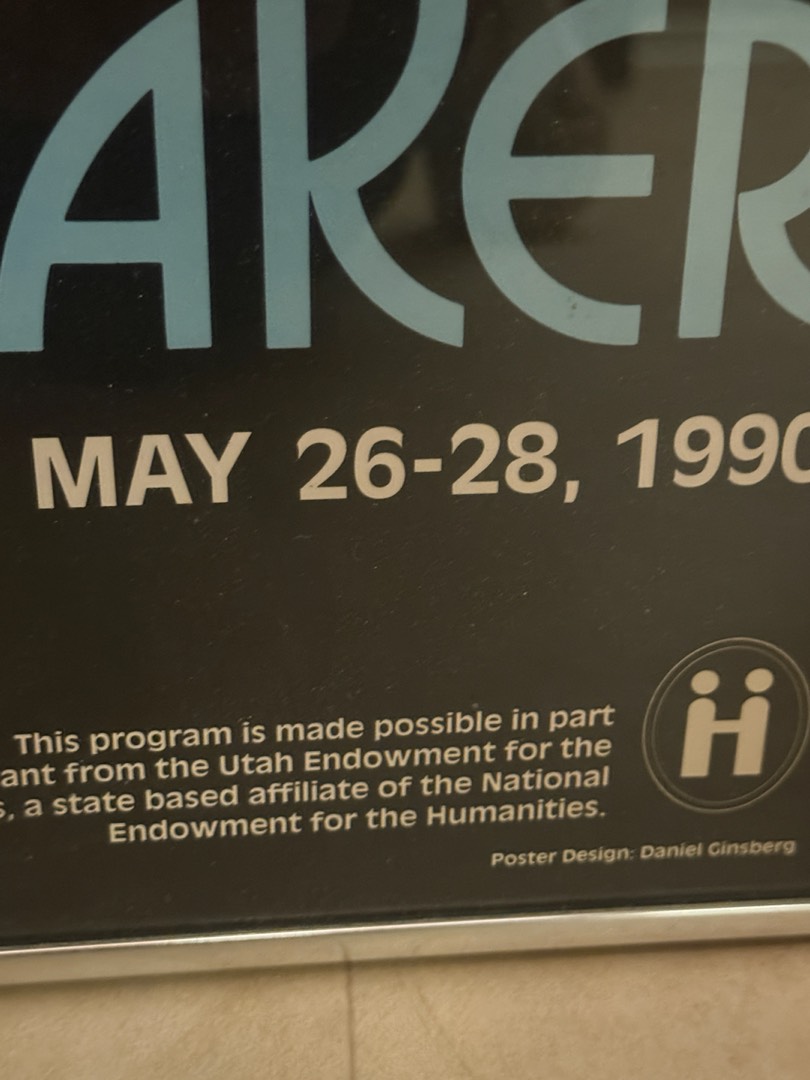 AKER
MAY 26-28, 1990
This program is made possible in part
ant from the Utah Endowment for the
s, a state based affiliate of the National
Endowment for the Humanities.
Poster Design: Daniel Ginsberg